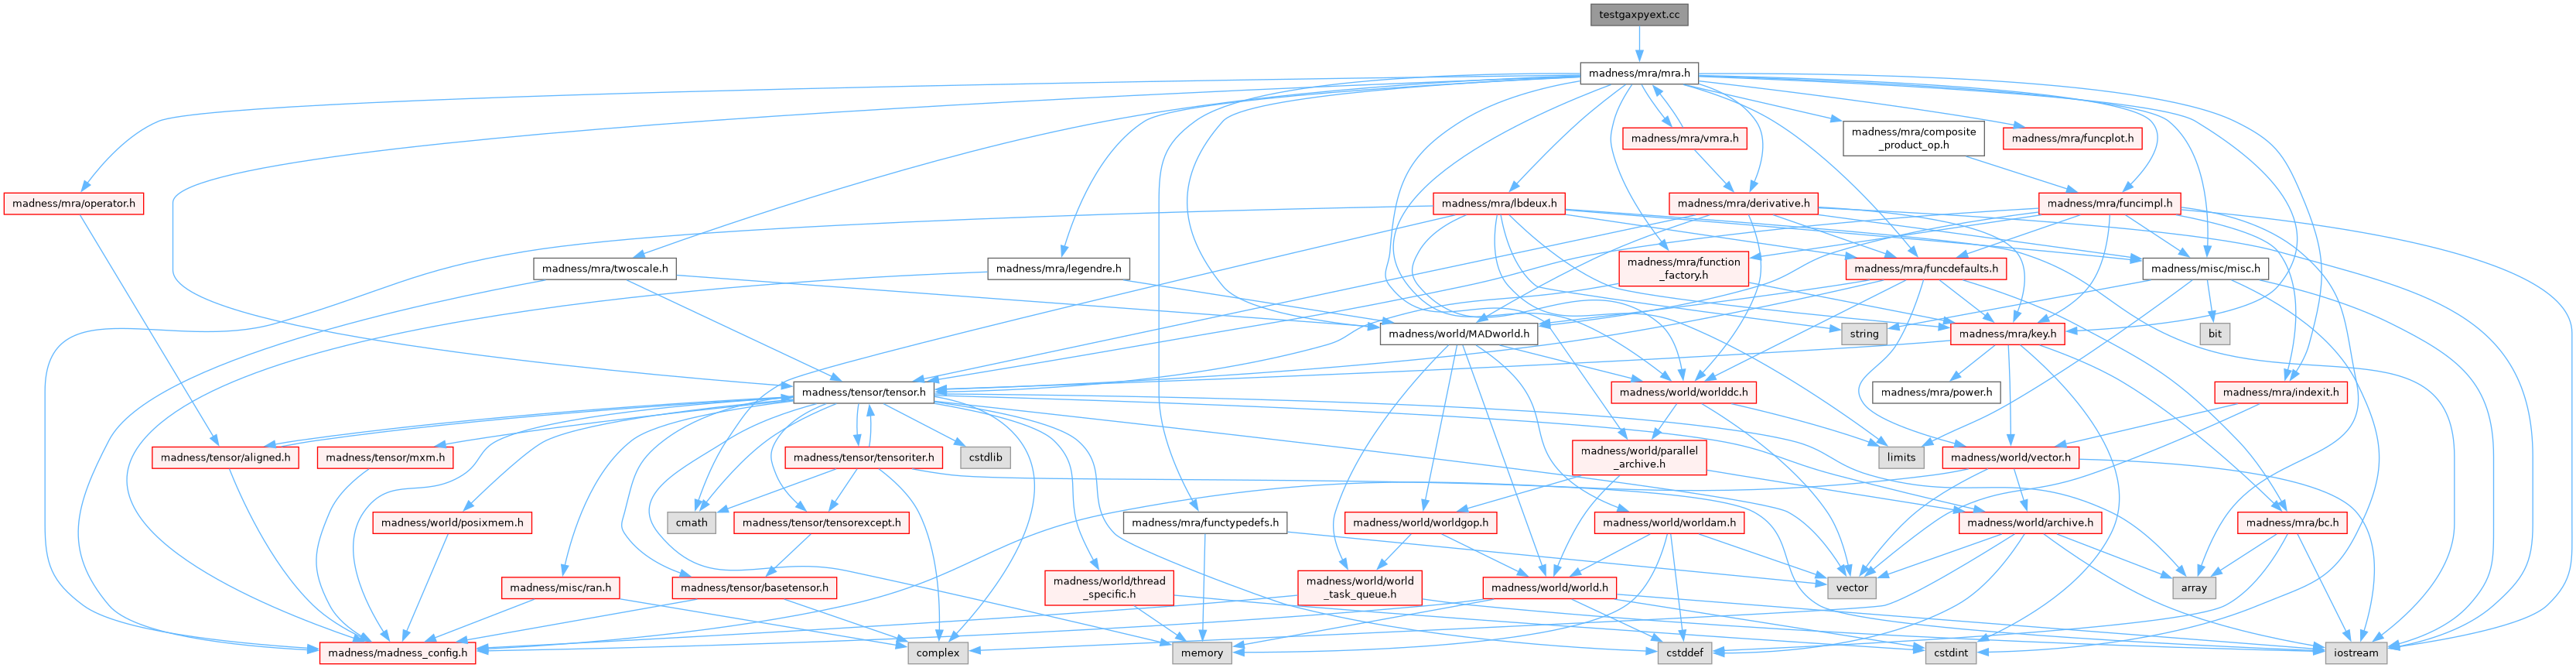 testgaxpyext.cc
madness/mra/mra.h
madness/mra/vmra.h
madness/mra/composite
_product_op.h
madness/mra/funcplot.h
madness/mra/operator.h
madness/mra/lbdeux.h
madness/mra/derivative.h
madness/mra/funcimpl.h
madness/mra/twoscale.h
madness/mra/legendre.h
madness/mra/function
_factory.h
madness/mra/funcdefaults.h
madness/misc/misc.h
madness/world/MADworld.h
string
madness/mra/key.h
bit
madness/tensor/tensor.h
madness/world/worlddc.h
madness/mra/power.h
madness/mra/indexit.h
madness/tensor/aligned.h
madness/tensor/mxm.h
madness/tensor/tensoriter.h
cstdlib
madness/world/parallel
_archive.h
limits
madness/world/vector.h
madness/world/posixmem.h
cmath
madness/tensor/tensorexcept.h
madness/mra/functypedefs.h
madness/world/worldgop.h
madness/world/worldam.h
madness/world/archive.h
madness/mra/bc.h
madness/misc/ran.h
madness/tensor/basetensor.h
madness/world/thread
_specific.h
madness/world/world
_task_queue.h
madness/world/world.h
vector
array
madness/madness_config.h
complex
memory
cstddef
cstdint
iostream